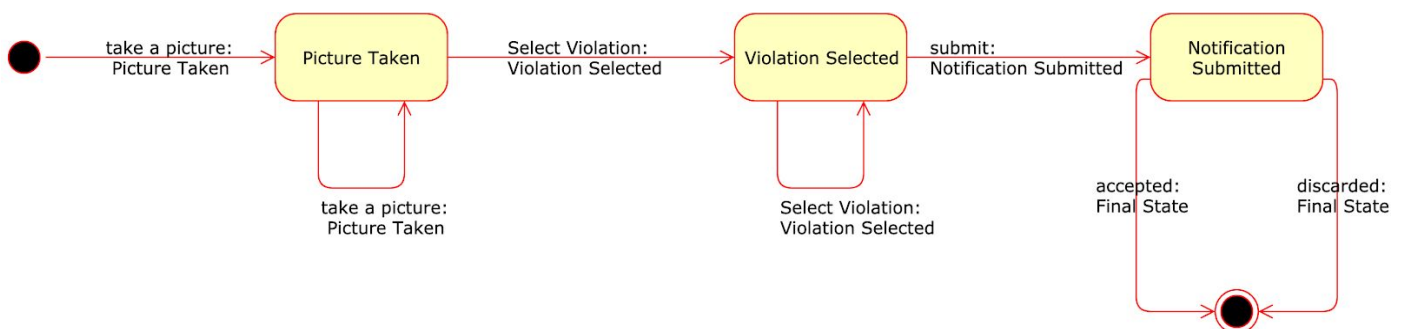 take a picture:
Picture Taken
Picture Taken
Select Violation:
Violation Selected
Violation Selected
submit:
Notification Submitted
Notification
Submitted
take a picture:
Picture Taken
Select Violation:
Violation Selected
accepted:
Final State
discarded:
Final State